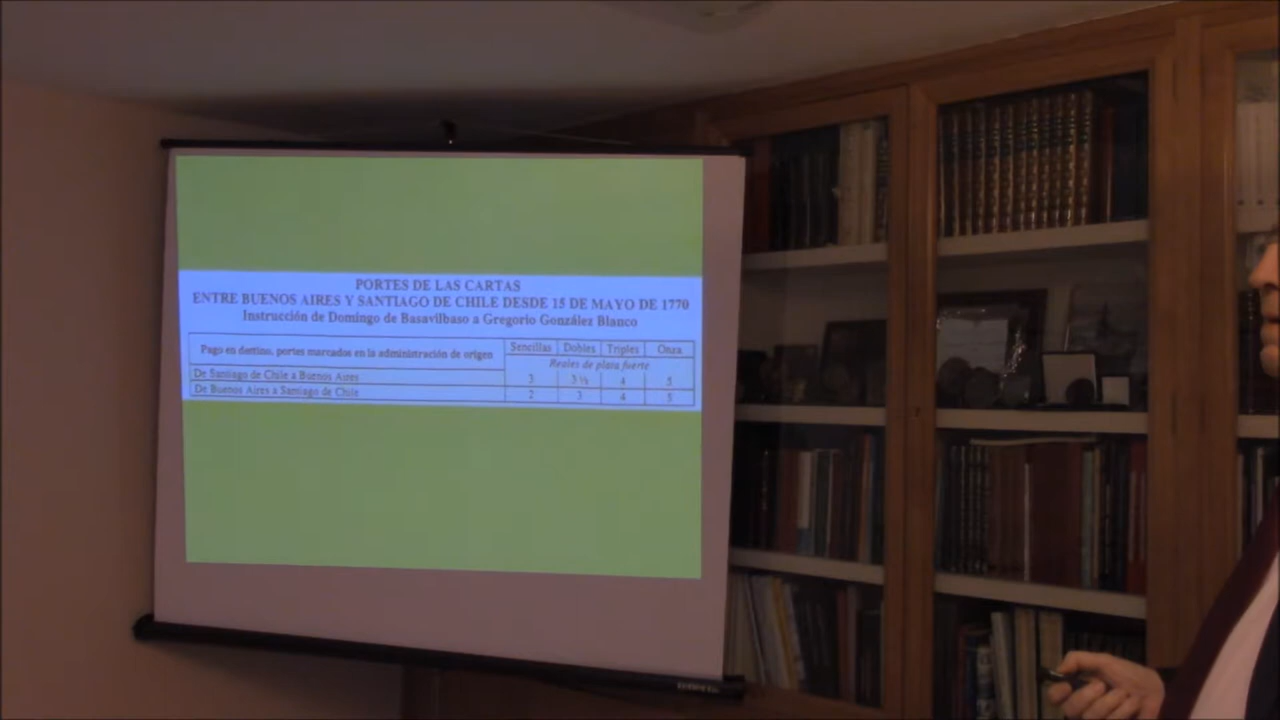 PORTES DE LAS CARTAS
ENTRE BUENOS AIRES Y SANTIAGO DE CHILE DESDE 15 DE MAYO DE 1770
Instrucción de Domingo de Basavilbaso a Gregorio González Blanco
Pago en destino, portes marcados en la administración de origen Sencillas Dobles Triples Onza
Reales de plata fuerte
De Santiago de Chile a Buenos Aires 3 3 ½ 4 5
De Buenos Aires a Santiago de Chile 2 3 4 5